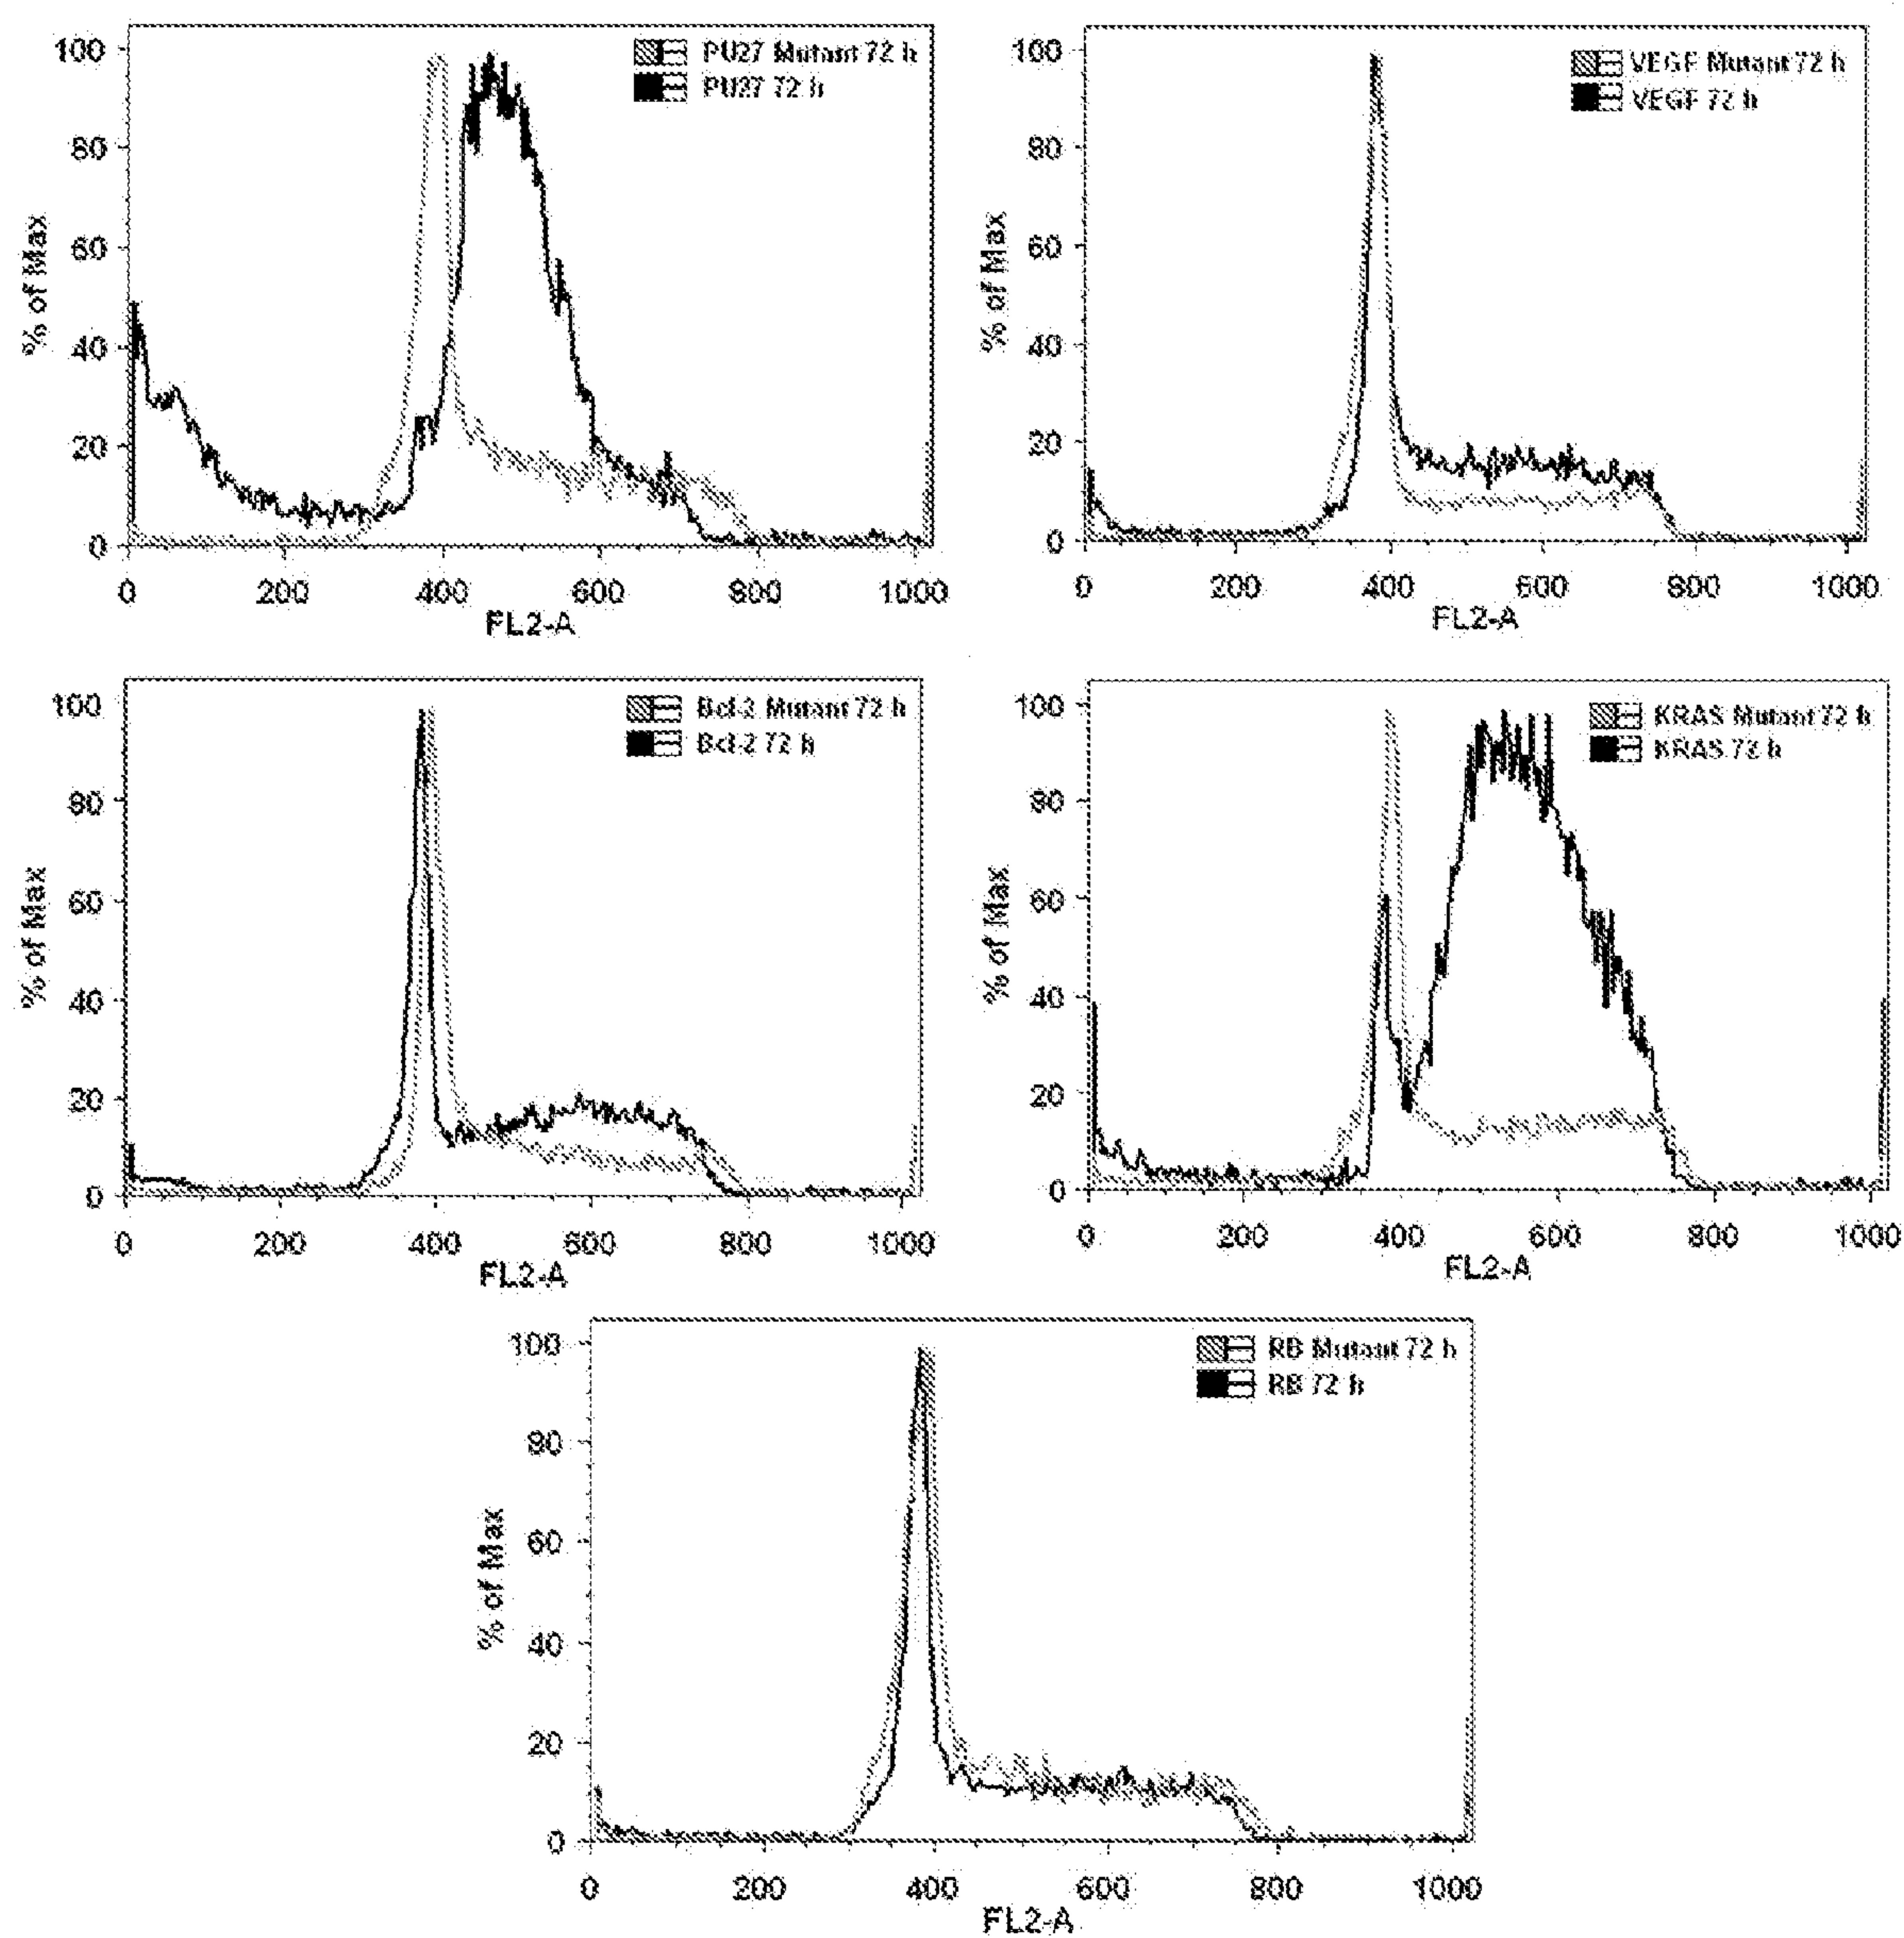 100
80
60
40
20
0
% of Max
PU27 Mutant 72 h
PU27 72 h
0 200 400 600 800 1000
FL2-A
100
80
60
40
20
0
% of Max
VEGF Mutant 72 h
VEGF 72 h
0 200 400 600 800 1000
FL2-A
100
80
60
40
20
0
% of Max
Bcl-2 Mutant 72 h
Bcl-2 72 h
0 200 400 600 800 1000
FL2-A
100
80
60
40
20
0
% of Max
KRAS Mutant 72 h
KRAS 72 h
0 200 400 600 800 1000
FL2-A
100
80
60
40
20
0
% of Max
RB Mutant 72 h
RB 72 h
0 200 400 600 800 1000
FL2-A